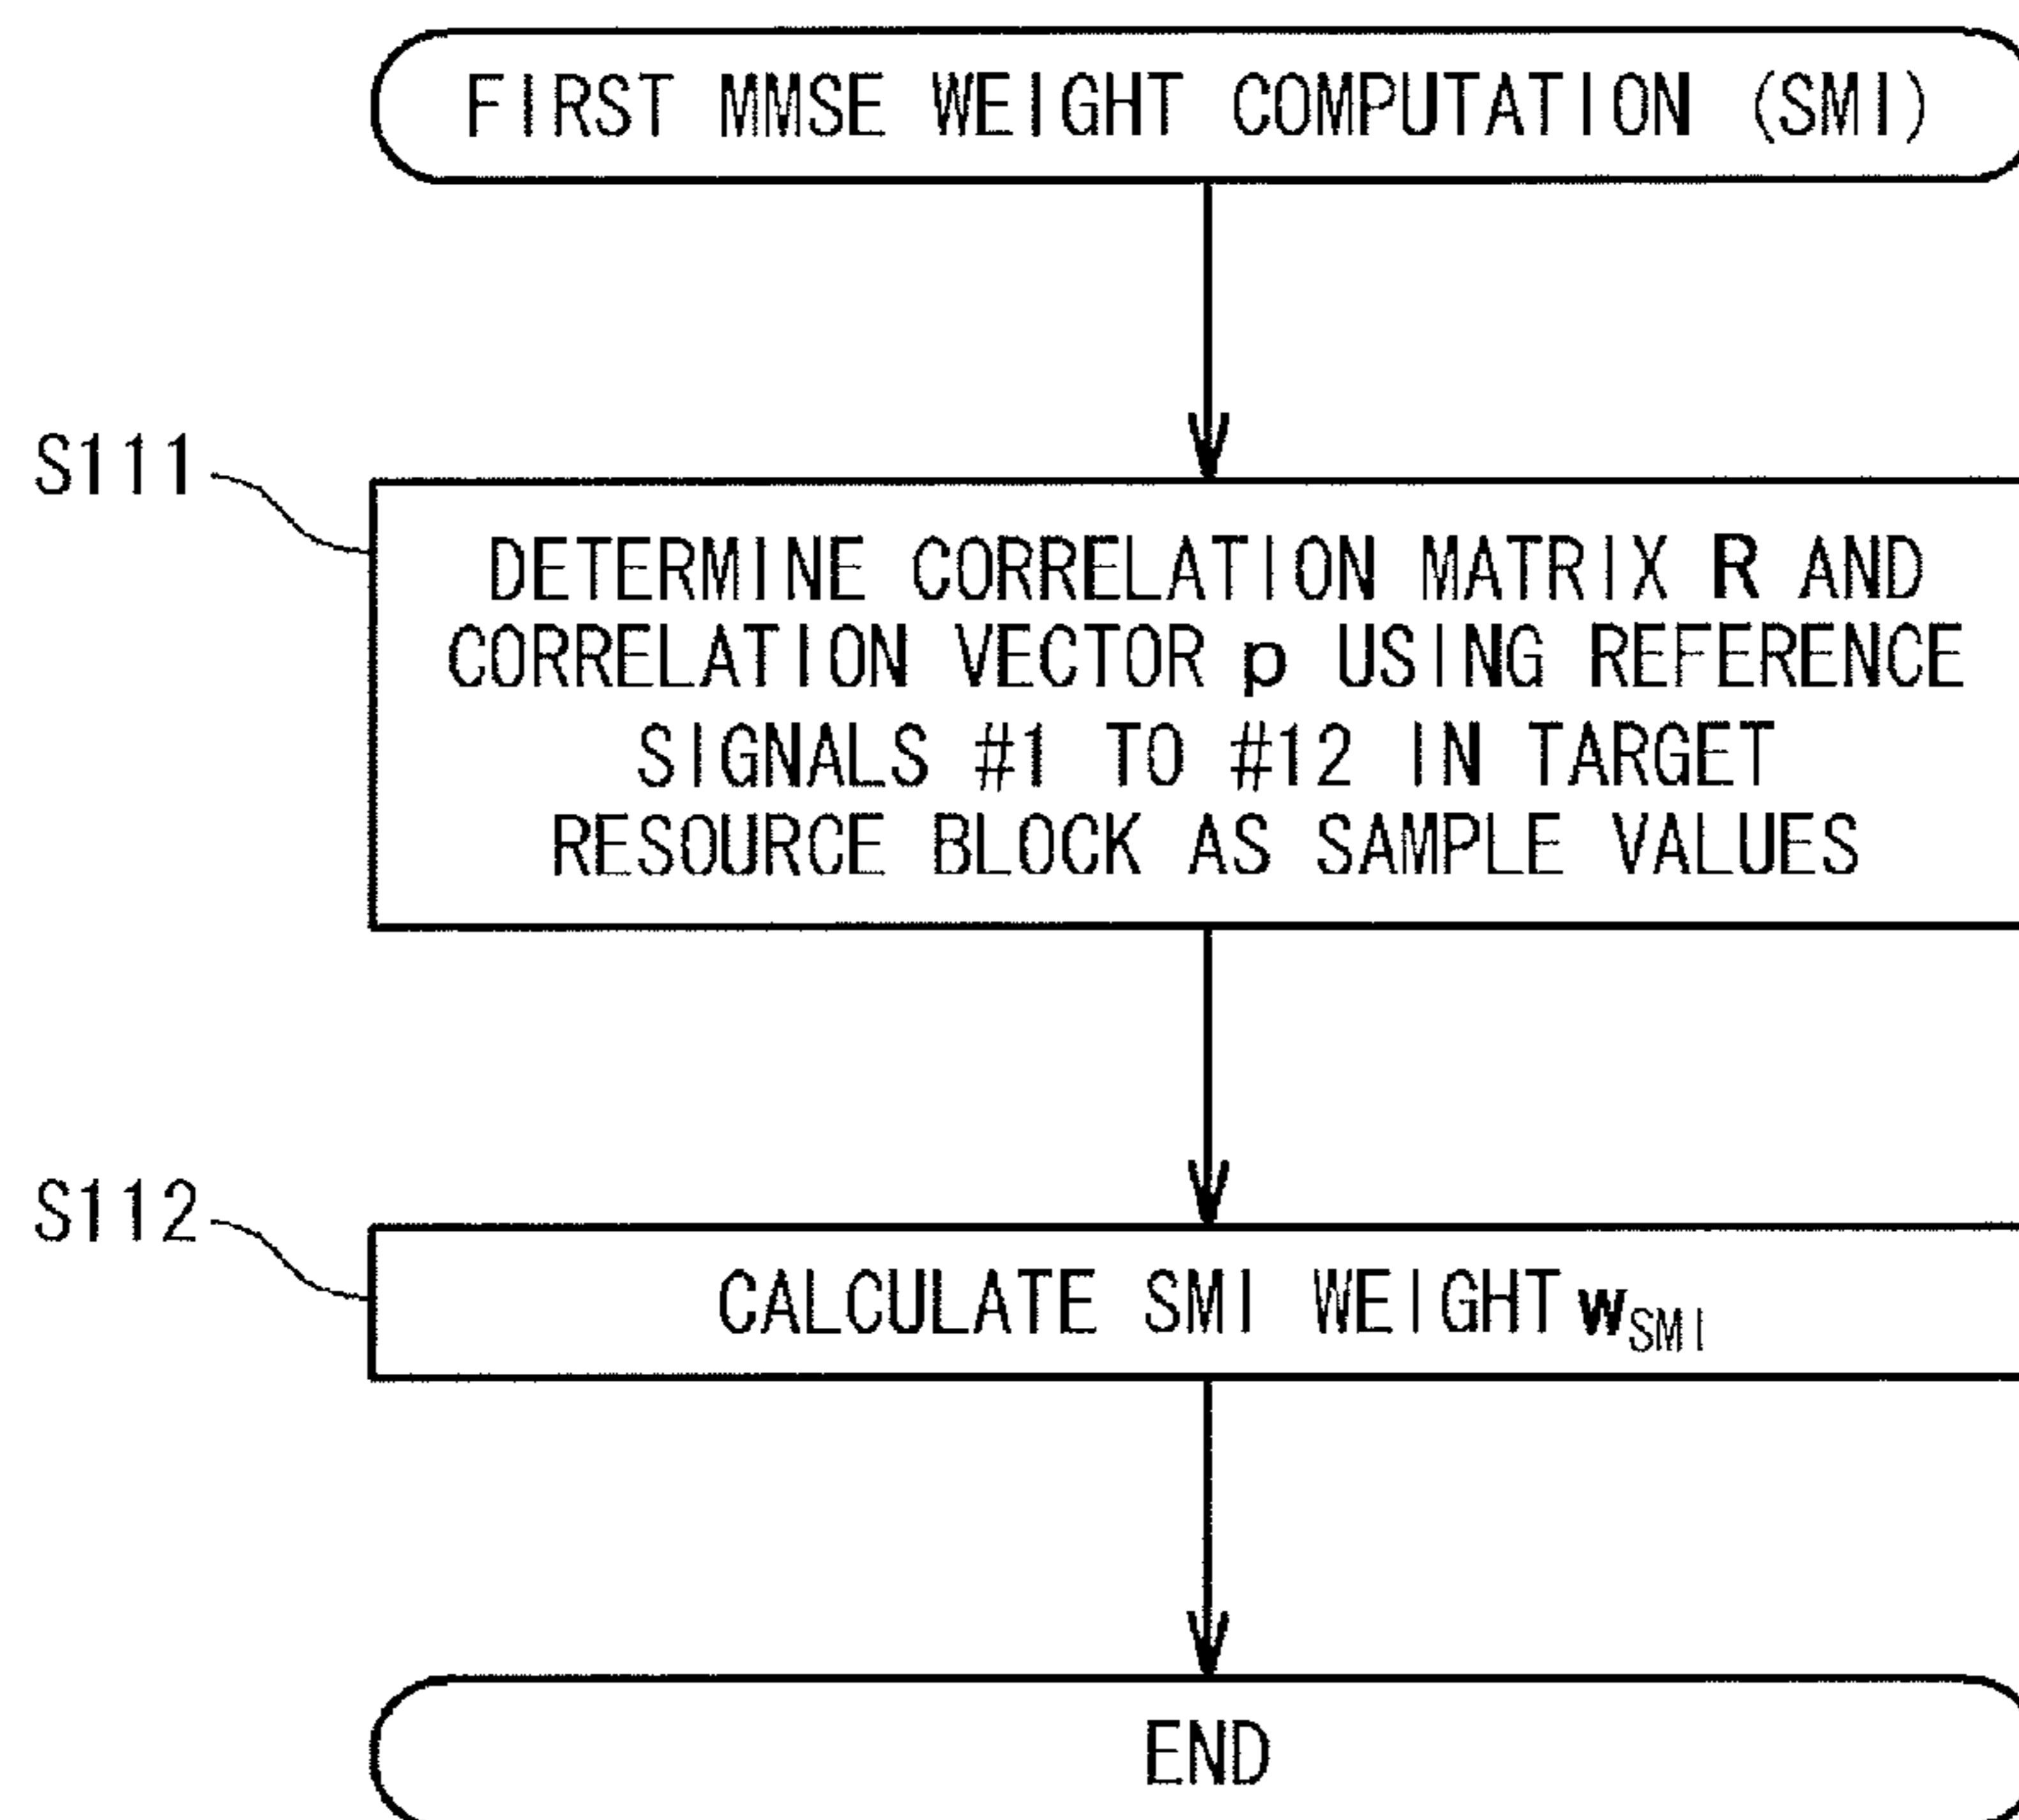 FIRST MMSE WEIGHT COMPUTATION (SMI)
S111
DETERMINE CORRELATION MATRIX R AND
CORRELATION VECTOR p USING REFERENCE
SIGNALS #1 TO #12 IN TARGET
RESOURCE BLOCK AS SAMPLE VALUES
S112
CALCULATE SMI WEIGHT wSMI
END